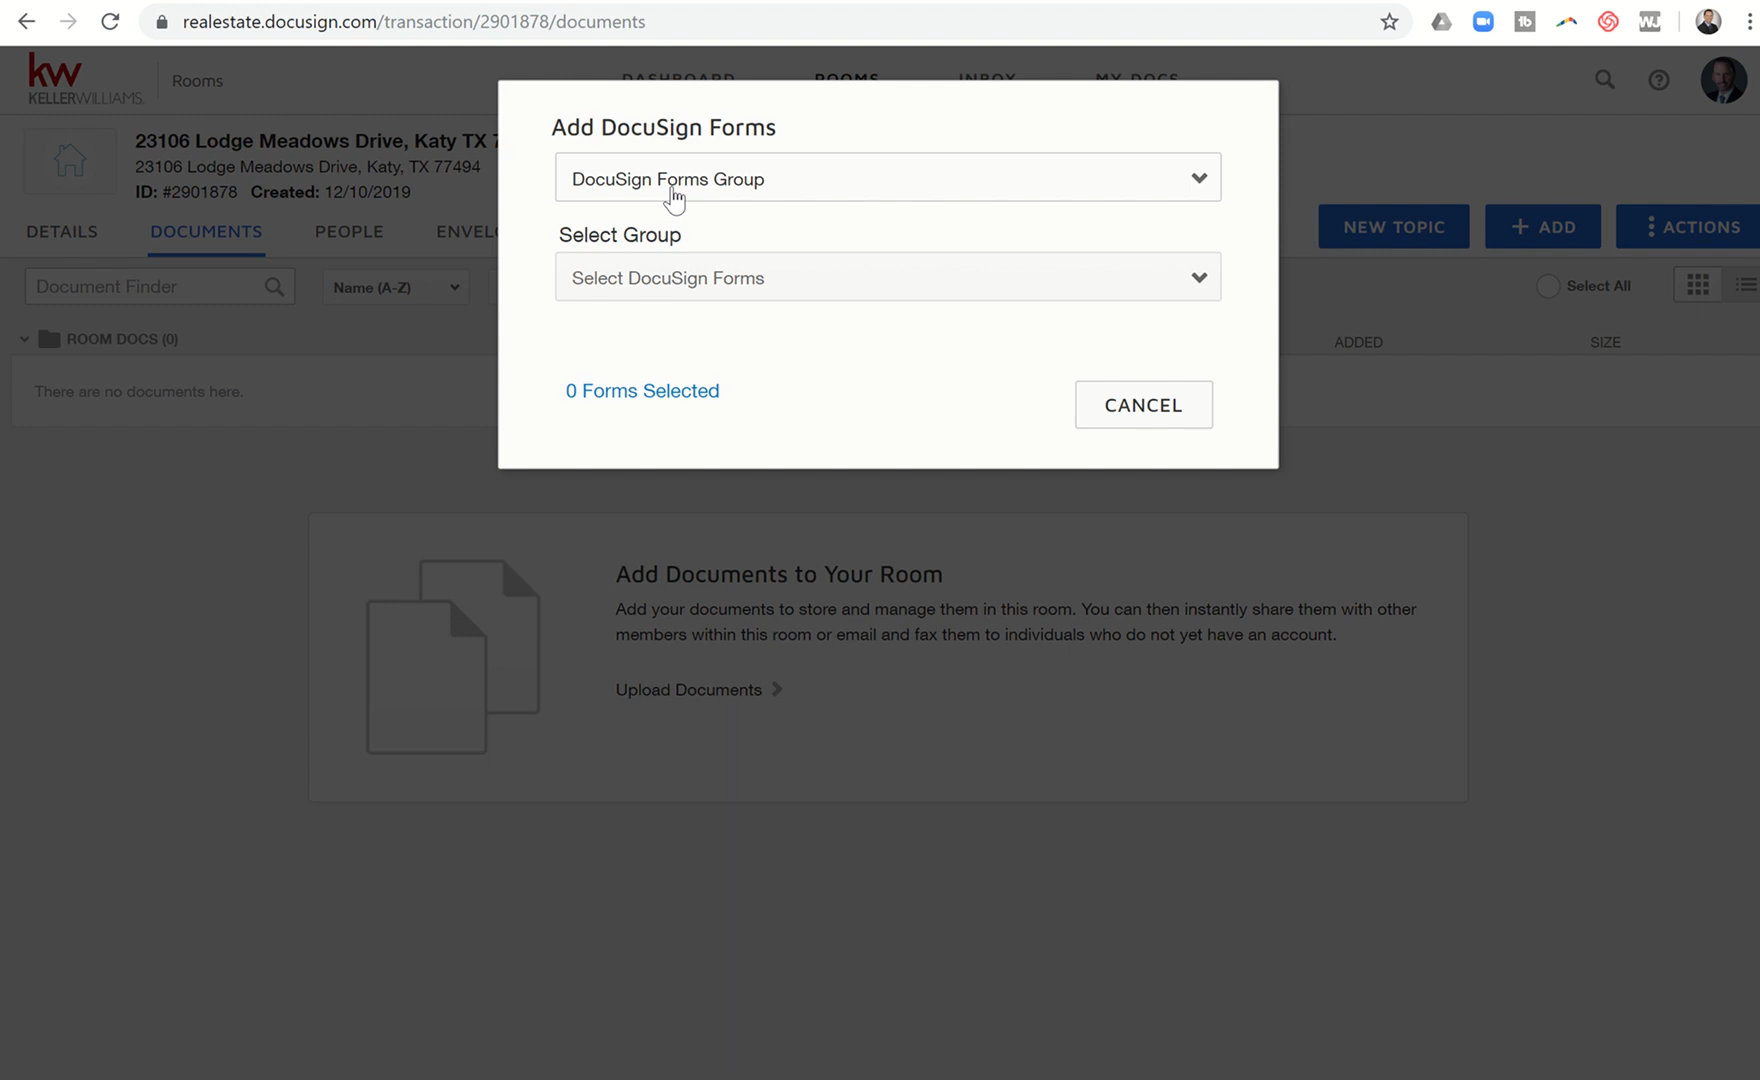 realestate.docusign.com/transaction/2901878/documents
kw
KELLERWILLIAMS.
Rooms
DASHBOARD ROOMS INBOX MY DOCS
23106 Lodge Meadows Drive, Katy TX
23106 Lodge Meadows Drive, Katy, TX 77494
ID: #2901878 Created: 12/10/2019
DETAILS DOCUMENTS PEOPLE ENVELO
NEW TOPIC + ADD ACTIONS
Document Finder
Name (A-Z)
Select All
ROOM DOCS (0)
ADDED SIZE
There are no documents here.
Add DocuSign Forms
DocuSign Forms Group
Select Group
Select DocuSign Forms
0 Forms Selected
CANCEL
Add Documents to Your Room
Add your documents to store and manage them in this room. You can then instantly share them with other
members within this room or email and fax them to individuals who do not yet have an account.
Upload Documents